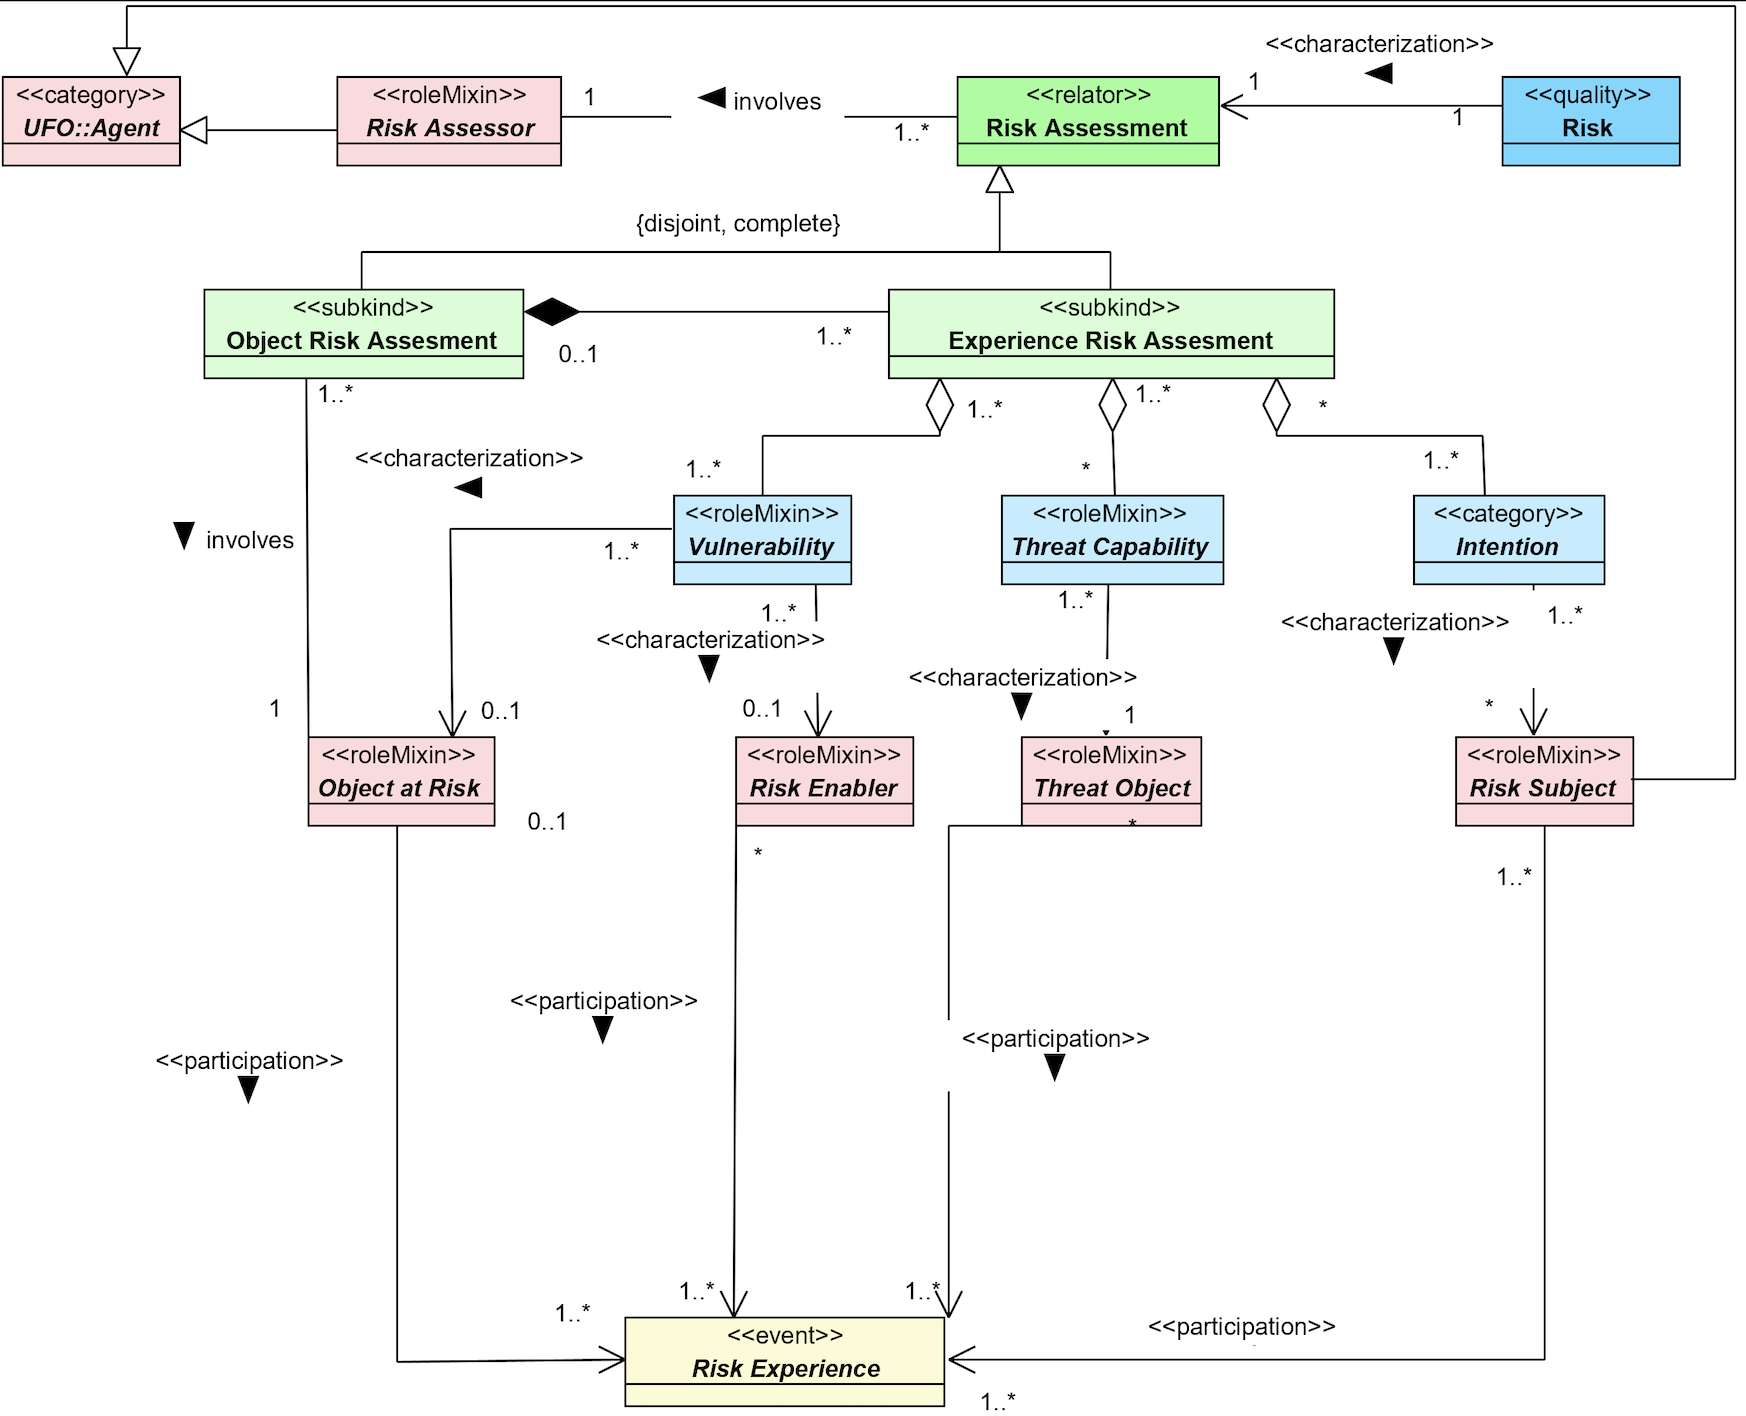 <<characterization>>
<<category>>
UFO::Agent
<<roleMixin>>
Risk Assessor
1
involves
1..*
<<relator>>
Risk Assessment
1
1
<<quality>>
Risk
{disjoint, complete}
<<subkind>>
Object Risk Assesment
0..1
1..*
<<subkind>>
Experience Risk Assesment
1..*
1..*
1..*
*
<<characterization>>
1..*
*
1..*
involves
1..*
<<roleMixin>>
Vulnerability
<<roleMixin>>
Threat Capability
<<category>>
Intention
1..*
<<characterization>>
1..*
<<characterization>>
<<characterization>>
1..*
1
0..1
0..1
1
*
<<roleMixin>>
Object at Risk
<<roleMixin>>
Risk Enabler
<<roleMixin>>
Threat Object
<<roleMixin>>
Risk Subject
0..1
*
*
1..*
<<participation>>
<<participation>>
<<participation>>
1..*
1..*
1..*
<<participation>>
<<event>>
Risk Experience
1..*